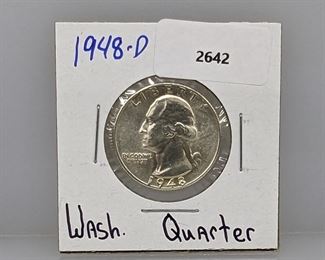 1948-D
2642
LIBERTY
IN GOD WE
TRUST
1948
Wash. Quarter